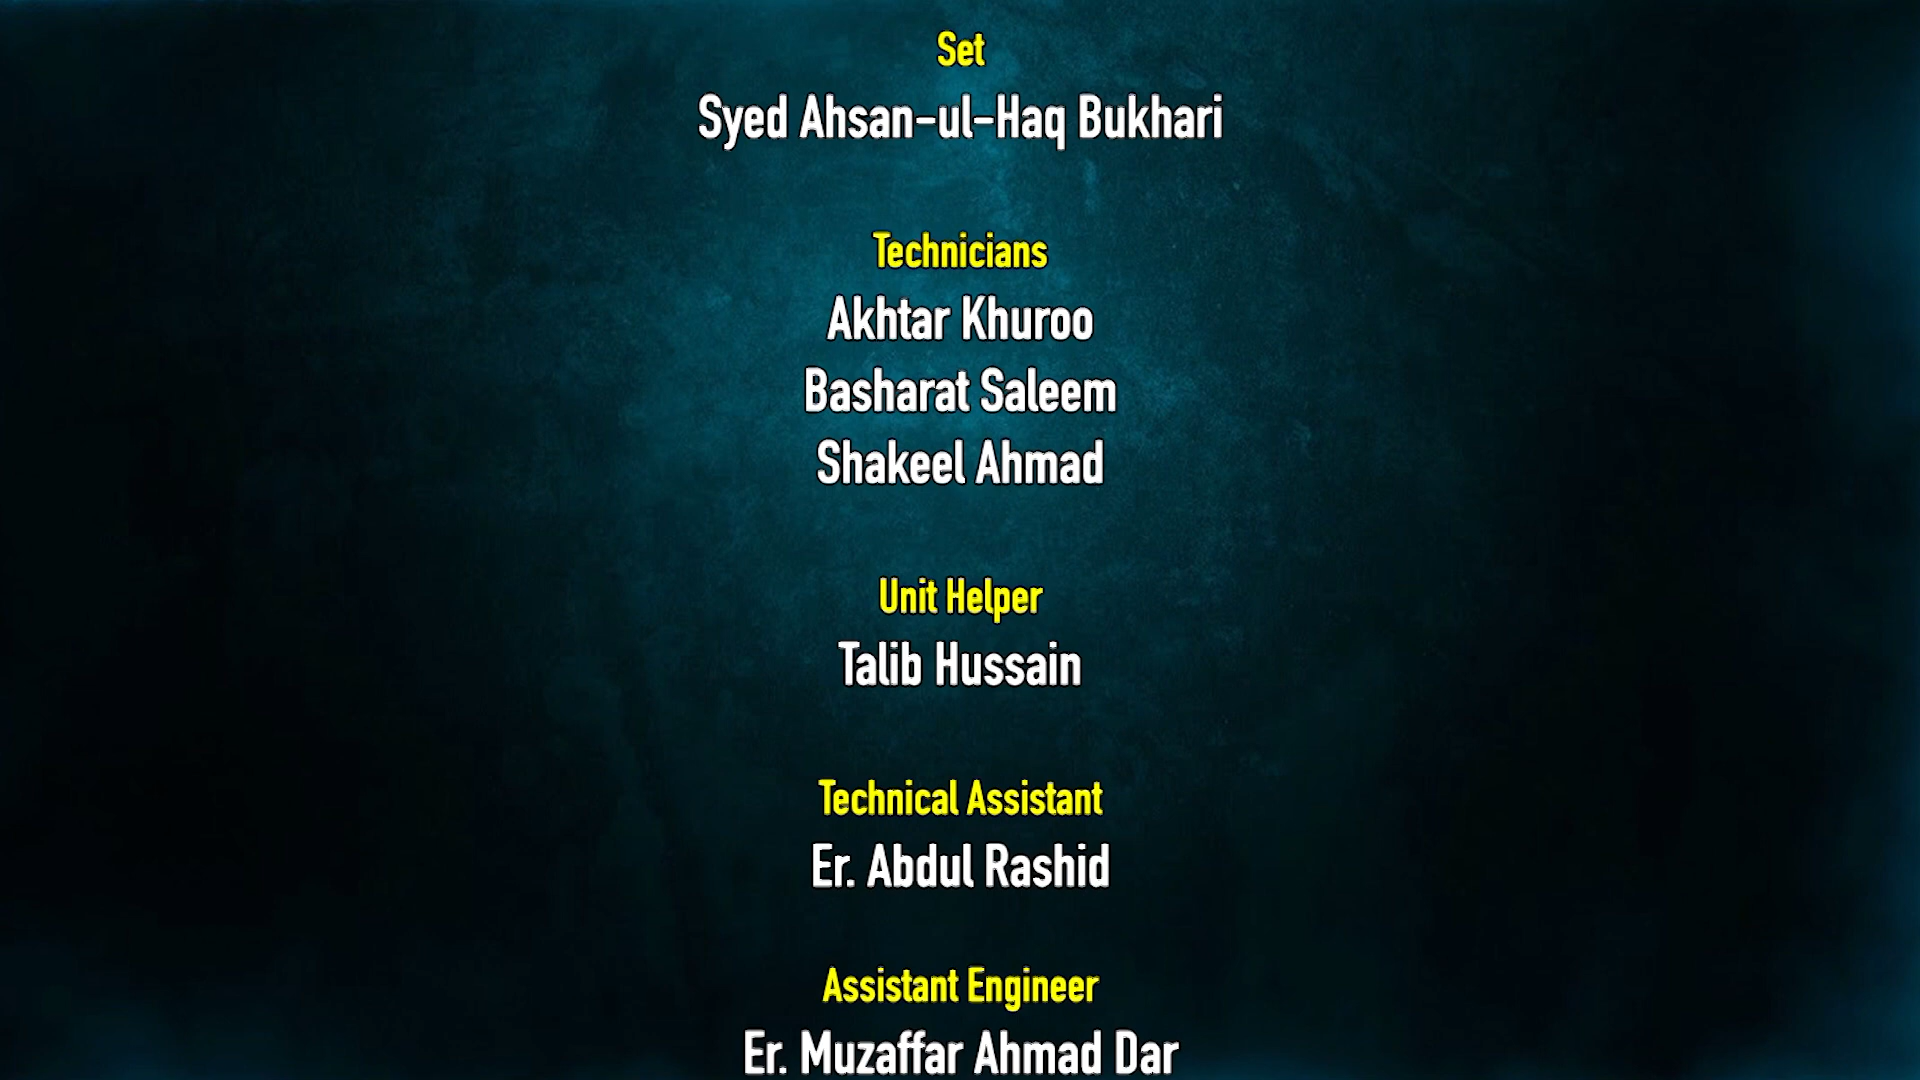 Set
Syed Ahsan-ul-Haq Bukhari
Technicians
Akhtar Khuroo
Basharat Saleem
Shakeel Ahmad
Unit Helper
Talib Hussain
Technical Assistant
Er. Abdul Rashid
Assistant Engineer
Er. Muzaffar Ahmad Dar